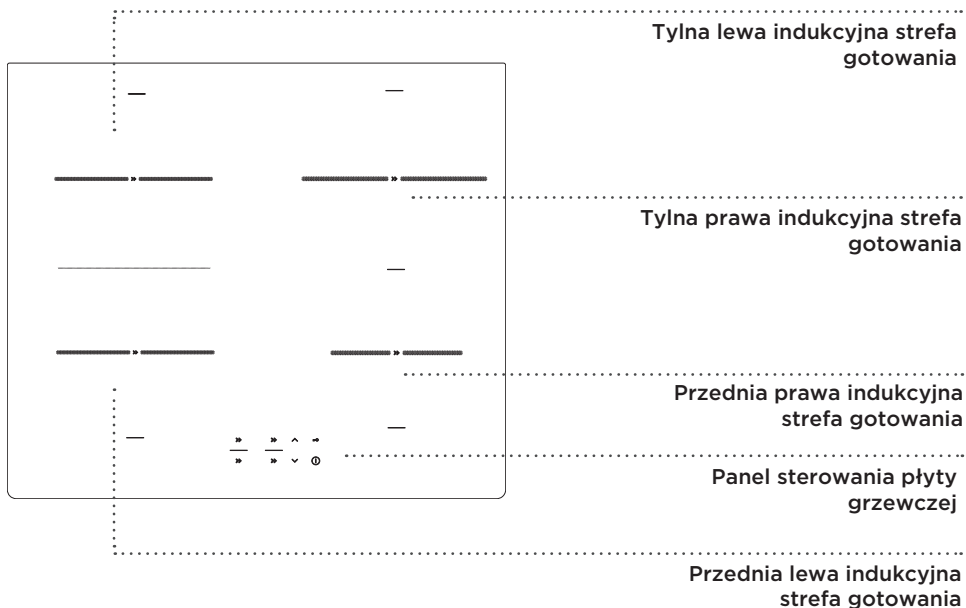 Tylna lewa indukcyjna strefa
gotowania
Tylna prawa indukcyjna strefa
gotowania
Przednia prawa indukcyjna
strefa gotowania
Panel sterowania płyty
grzewczej
Przednia lewa indukcyjna
strefa gotowania